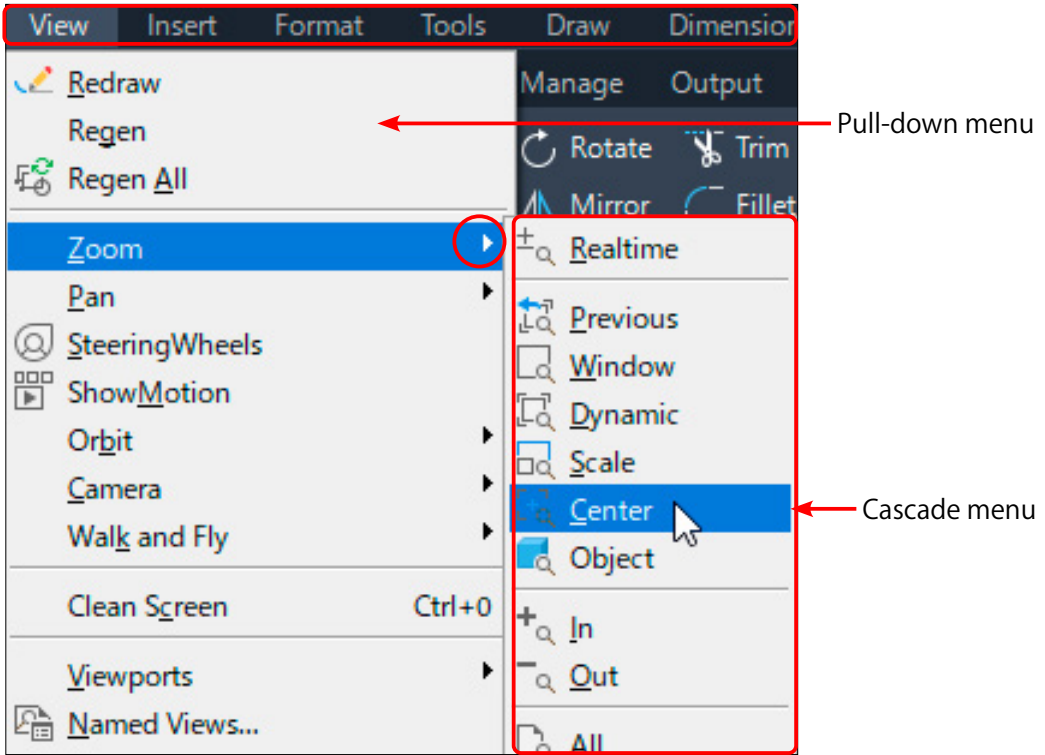 View Insert Format Tools Draw Dimension
Redraw
Regen
Regen All
Zoom
Pan
SteeringWheels
ShowMotion
Orbit
Camera
Walk and Fly
Clean Screen Ctrl+0
Viewports
Named Views...
Manage Output
Rotate Trim
Mirror Fillet
Realtime
Previous
Window
Dynamic
Scale
Center
Object
In
Out
All
Pull-down menu
Cascade menu